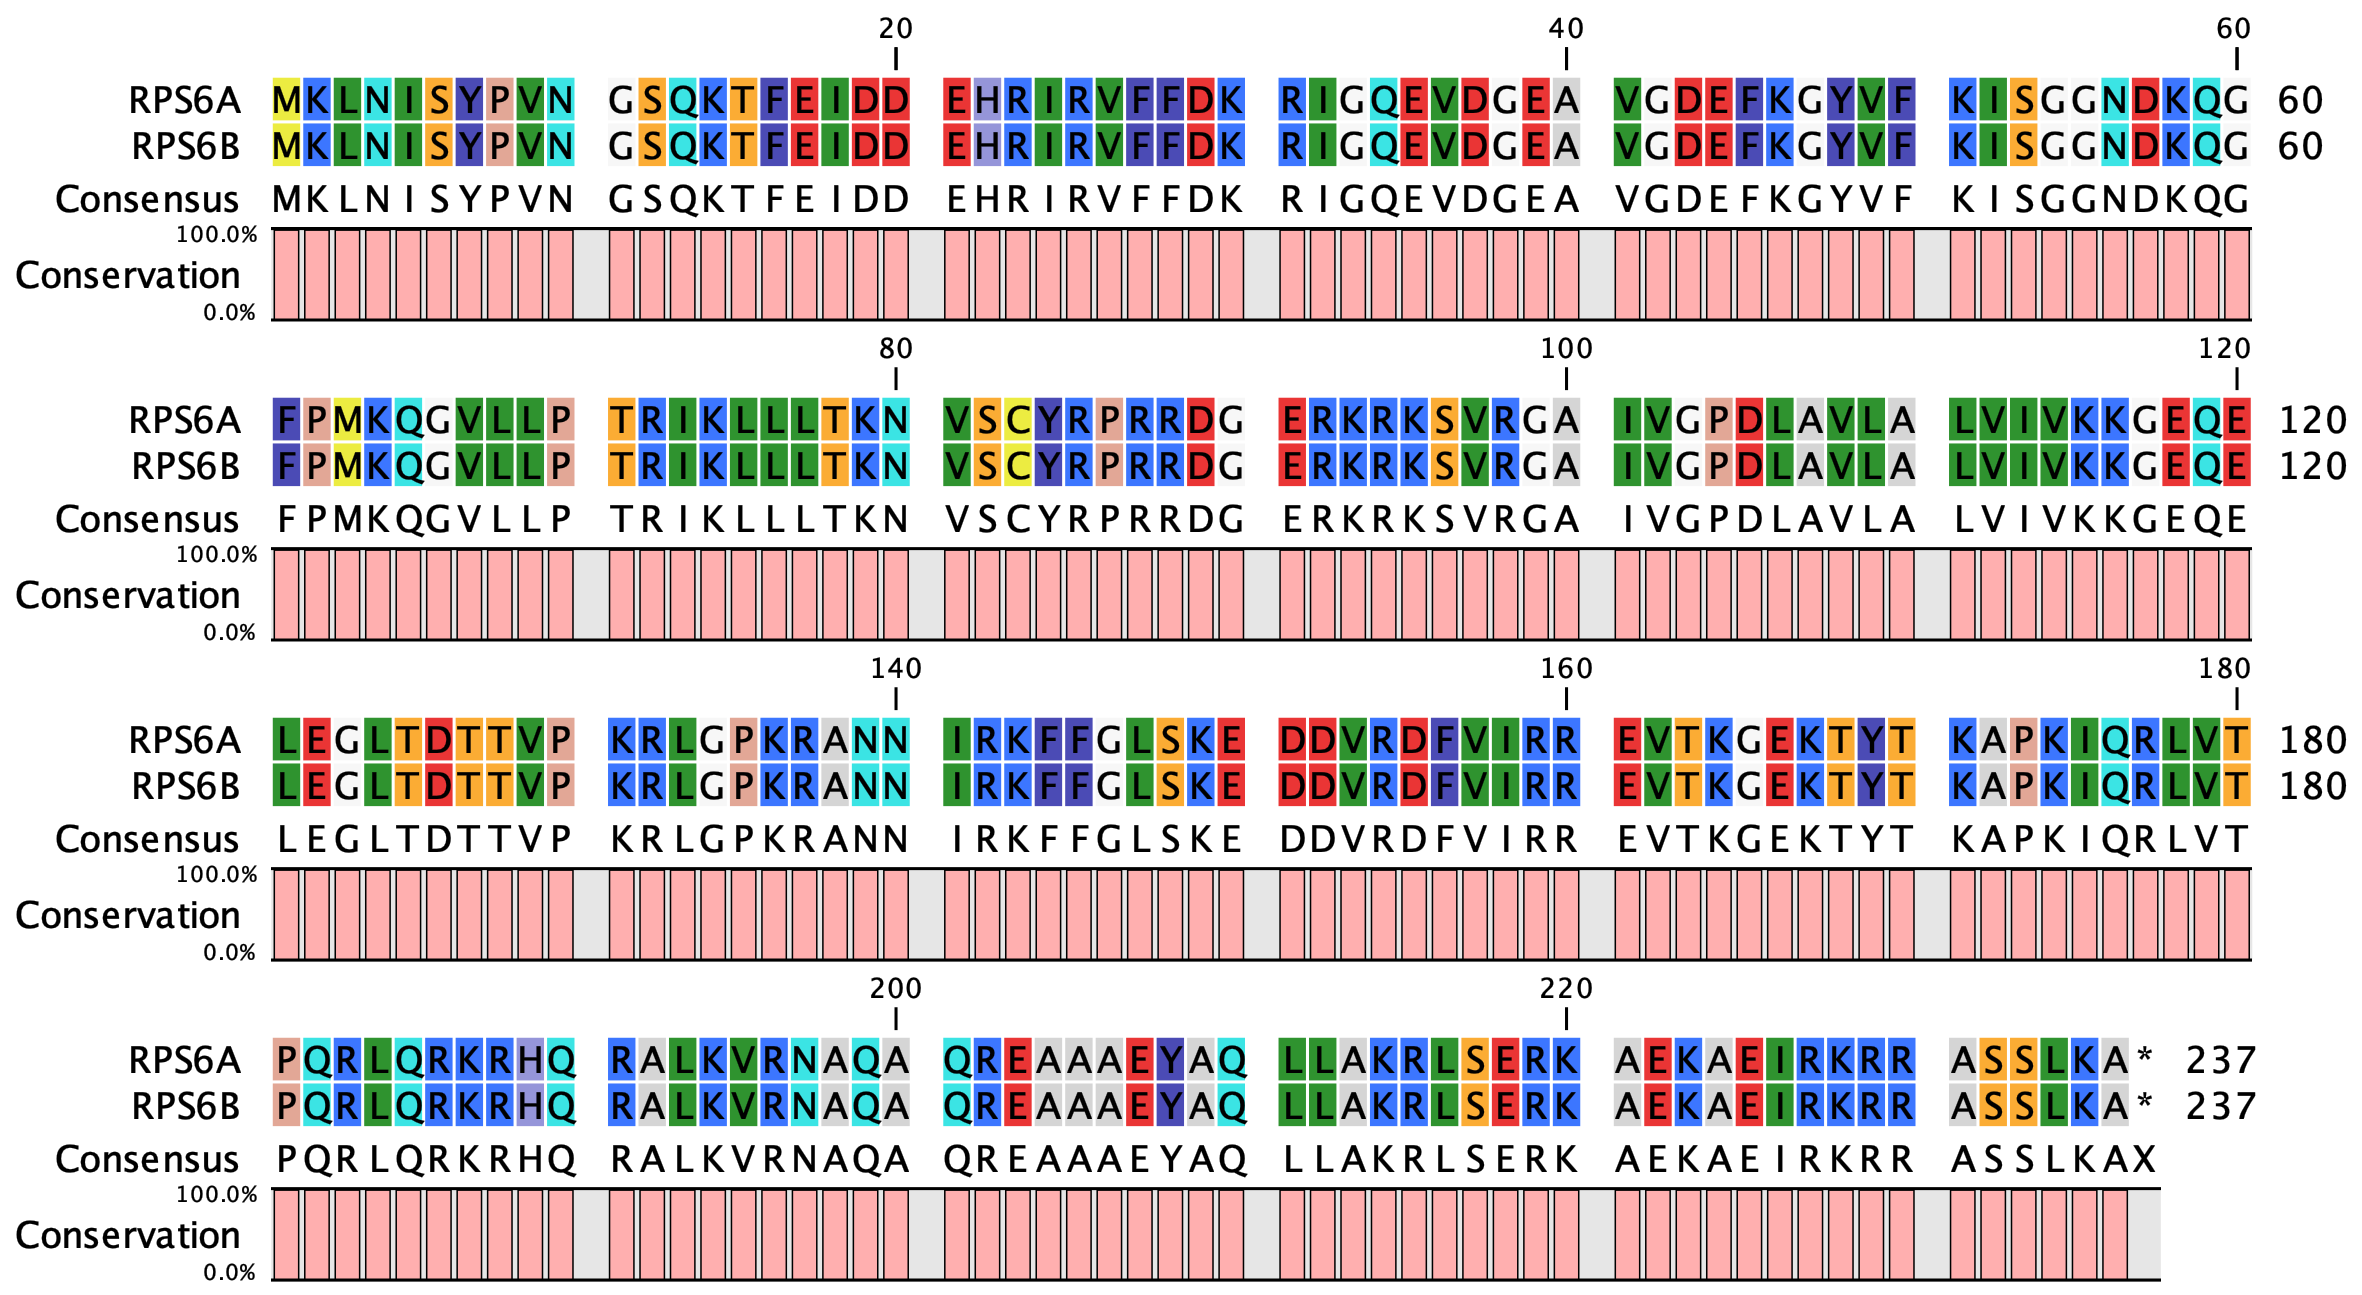 20 40 60
RPS6A MKLNISYPVN GSQKTFEIDD EHRIRVFFDK RIGQEVDGEA VGDEFKGYVF KISGGNDKQG 60
RPS6B MKLNISYPVN GSQKTFEIDD EHRIRVFFDK RIGQEVDGEA VGDEFKGYVF KISGGNDKQG 60
Consensus MKLNISYPVN GSQKTFEIDD EHRIRVFFDK RIGQEVDGEA VGDEFKGYVF KISGGNDKQG
100.0%
Conservation
0.0%
80 100 120
RPS6A FPMKQGVLLP TRIKLLLTKN VSCYRPRRDG ERKRKSVRGA IVGPDLAVLA LVIVKKGEQE 120
RPS6B FPMKQGVLLP TRIKLLLTKN VSCYRPRRDG ERKRKSVRGA IVGPDLAVLA LVIVKKGEQE 120
Consensus FPMKQGVLLP TRIKLLLTKN VSCYRPRRDG ERKRKSVRGA IVGPDLAVLA LVIVKKGEQE
100.0%
Conservation
0.0%
140 160 180
RPS6A LEGLTDTTVP KRLGPKRANN IRKFFGLSKE DDVRDFVIRR EVTKGEKTYT KAPKIQRLVT 180
RPS6B LEGLTDTTVP KRLGPKRANN IRKFFGLSKE DDVRDFVIRR EVTKGEKTYT KAPKIQRLVT 180
Consensus LEGLTDTTVP KRLGPKRANN IRKFFGLSKE DDVRDFVIRR EVTKGEKTYT KAPKIQRLVT
100.0%
Conservation
0.0%
200 220
RPS6A PQRLQRKRHQ RALKVRNAQA QREAAAEYAQ LLAKRLSERK AEKAEIRKRR ASSLKA* 237
RPS6B PQRLQRKRHQ RALKVRNAQA QREAAAEYAQ LLAKRLSERK AEKAEIRKRR ASSLKA* 237
Consensus PQRLQRKRHQ RALKVRNAQA QREAAAEYAQ LLAKRLSERK AEKAEIRKRR ASSLKAX
100.0%
Conservation
0.0%